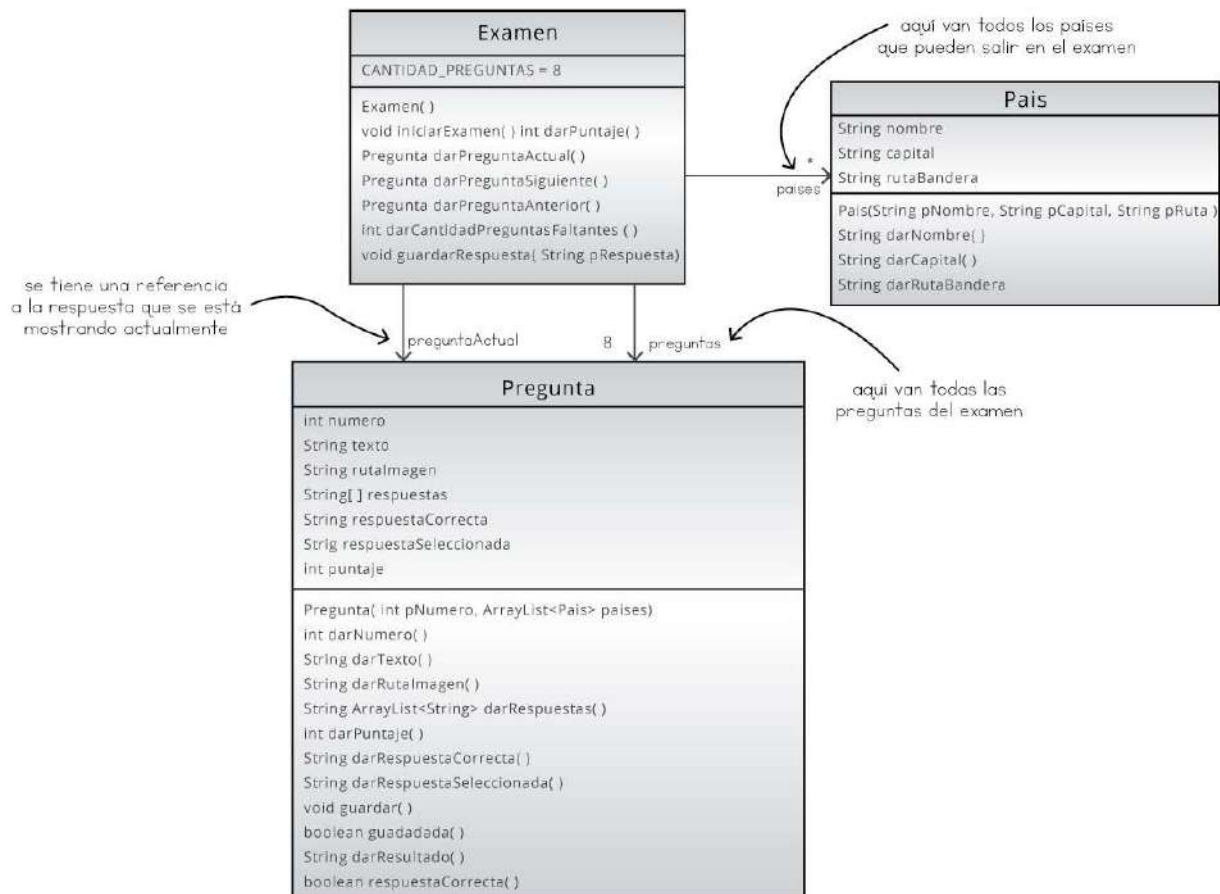 Examen
CANTIDAD_PREGUNTAS = 8
Examen( )
void iniciarExamen( ) int darPuntaje( )
Pregunta darPreguntaActual( )
Pregunta darPreguntaSiguiente( )
Pregunta darPreguntaAnterior( )
int darCantidadPreguntasFaltantes ( )
void guardarRespuesta( String pRespuesta)
aquí van todos los países
que pueden salir en el examen
Pais
String nombre
String capital
String rutaBandera
Pais(String pNombre, String pCapital, String pRuta )
String darNombre( )
String darCapital( )
String darRutaBandera
*
paises
se tiene una referencia
a la respuesta que se está
mostrando actualmente
preguntaActual
8 preguntas
aquí van todas las
preguntas del examen
Pregunta
int numero
String texto
String rutaImagen
String[ ] respuestas
String respuestaCorrecta
Strig respuestaSeleccionada
int puntaje
Pregunta( int pNumero, ArrayList<Pais> paises)
int darNumero( )
String darTexto( )
String darRutaImagen( )
String ArrayList<String> darRespuestas( )
int darPuntaje( )
String darRespuestaCorrecta( )
String darRespuestaSeleccionada( )
void guardar( )
boolean guadadada( )
String darResultado( )
boolean respuestaCorrecta( )